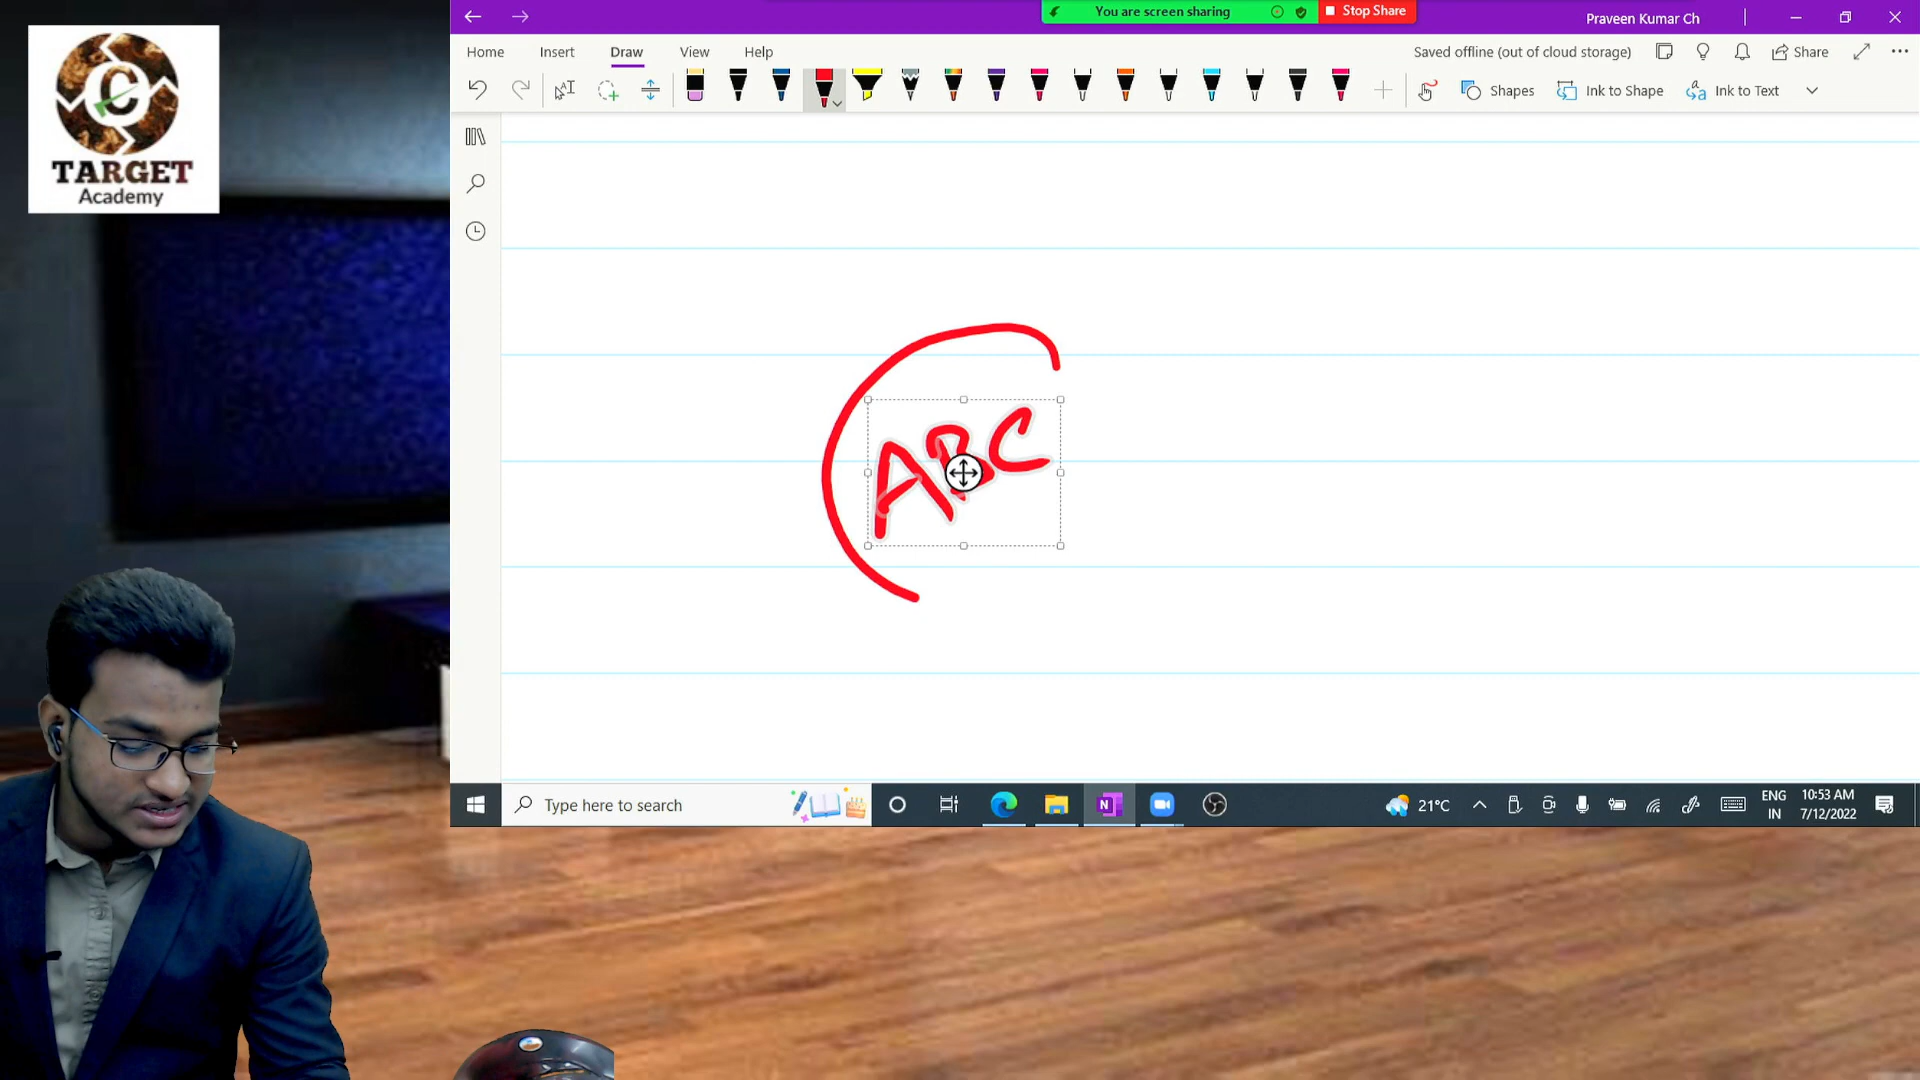 You are screen sharing
Stop Share
Praveen Kumar Ch
TARGET
Academy
Home Insert Draw View Help
Saved offline (out of cloud storage)
Share
Shapes
Ink to Shape
Ink to Text
ABC
Type here to search
21°C
ENG
IN
10:53 AM
7/12/2022